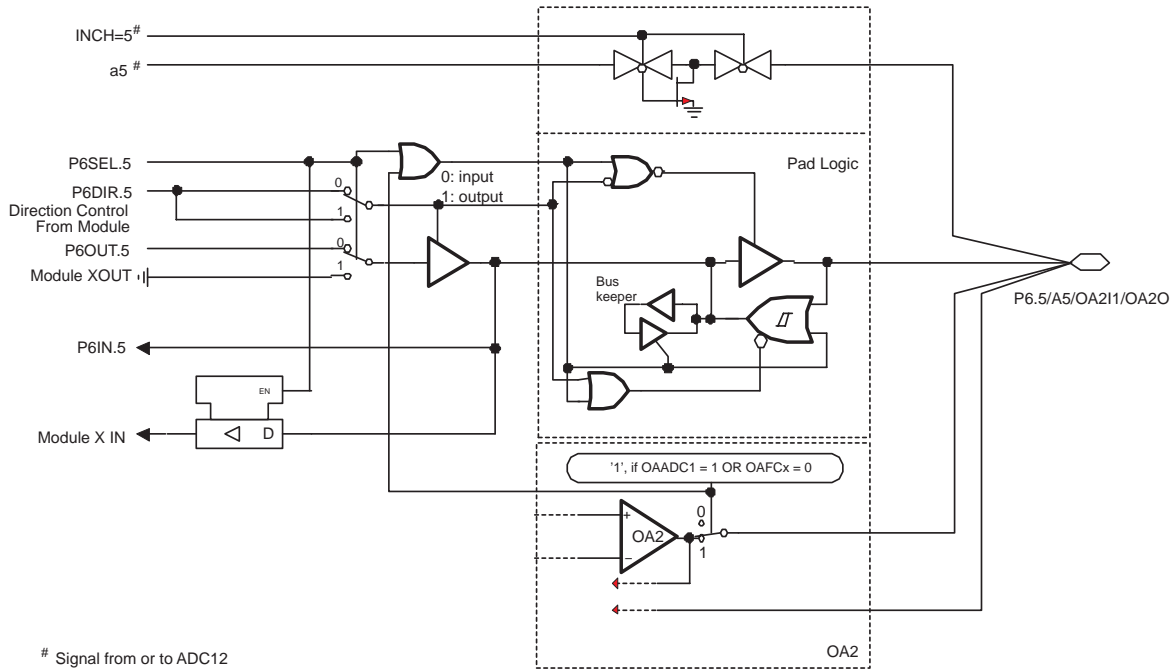 INCH=5#
a5 #
Pad Logic
P6SEL.5
0: input
1: output
P6DIR.5
0
Direction Control
From Module
1
P6OUT.5
0
Module XOUT
1
Bus
keeper
P6.5/A5/OA2I1/OA2O
P6IN.5
EN
Module X IN
D
'1', if OAADC1 = 1 OR OAFCx = 0
+
OA2
−
0
1
OA2
# Signal from or to ADC12